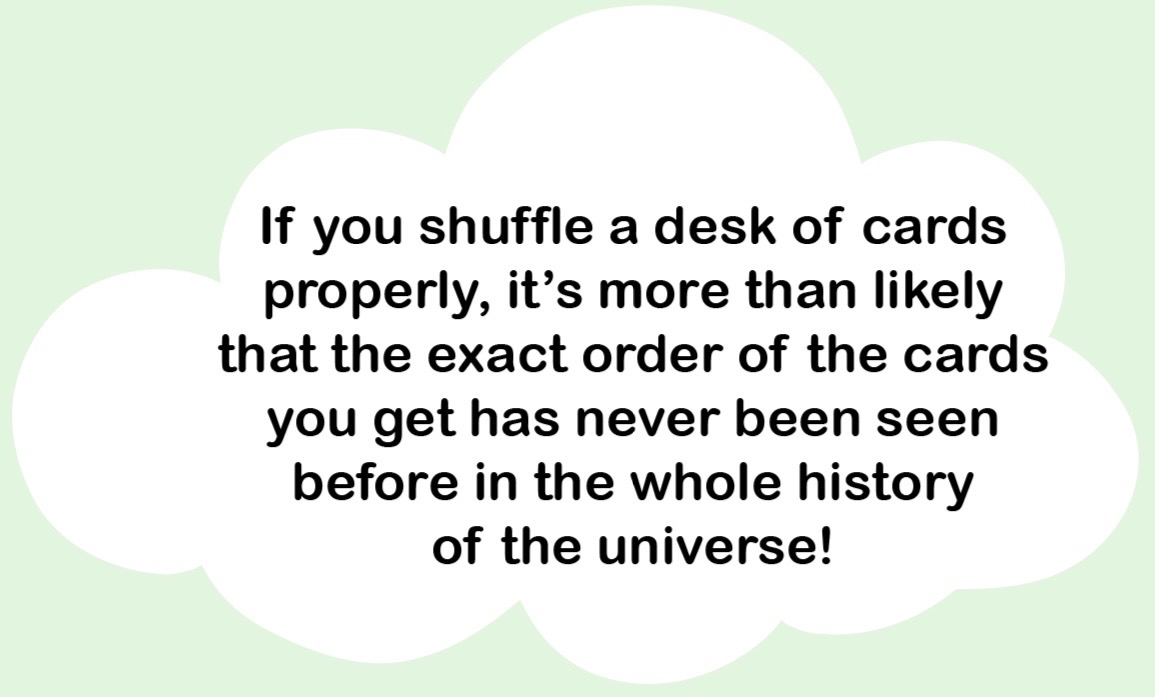 If you shuffle a desk of cards
properly, it’s more than likely
that the exact order of the cards
you get has never been seen
before in the whole history
of the universe!